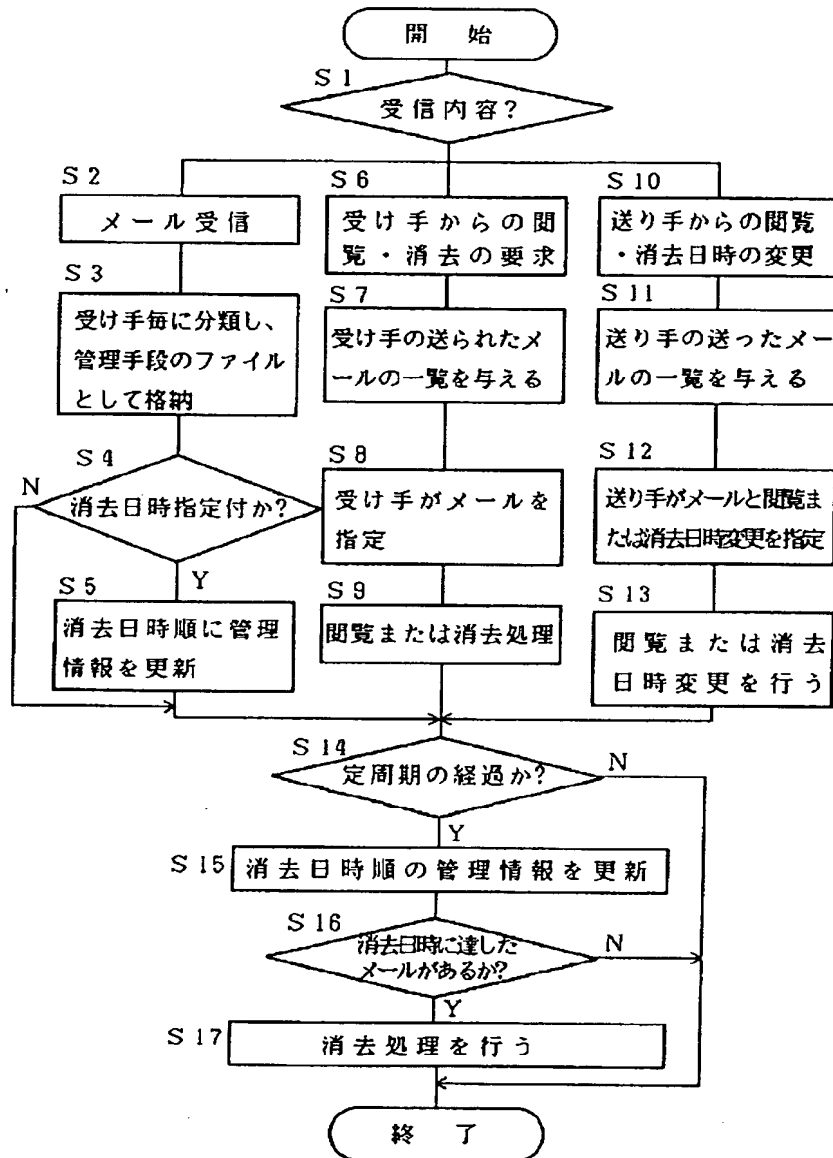 開始
S1
受信内容?
S2
メール受信
S3
受け手毎に分類し、
管理手段のファイル
として格納
S4
N
消去日時指定付か?
Y
S5
消去日時順に管理
情報を更新
S6
受け手からの閲
覧・消去の要求
S7
受け手の送られたメ
ールの一覧を与える
S8
受け手がメールを
指定
S9
閲覧または消去処理
S10
送り手からの閲覧
・消去日時の変更
S11
送り手の送ったメー
ルの一覧を与える
S12
送り手がメールと閲覧ま
たは消去日時変更を指定
S13
閲覧または消去
日時変更を行う
S14
定周期の経過か?
N
Y
S15
消去日時順の管理情報を更新
S16
消去日時に達した
メールがあるか?
N
Y
S17
消去処理を行う
終了